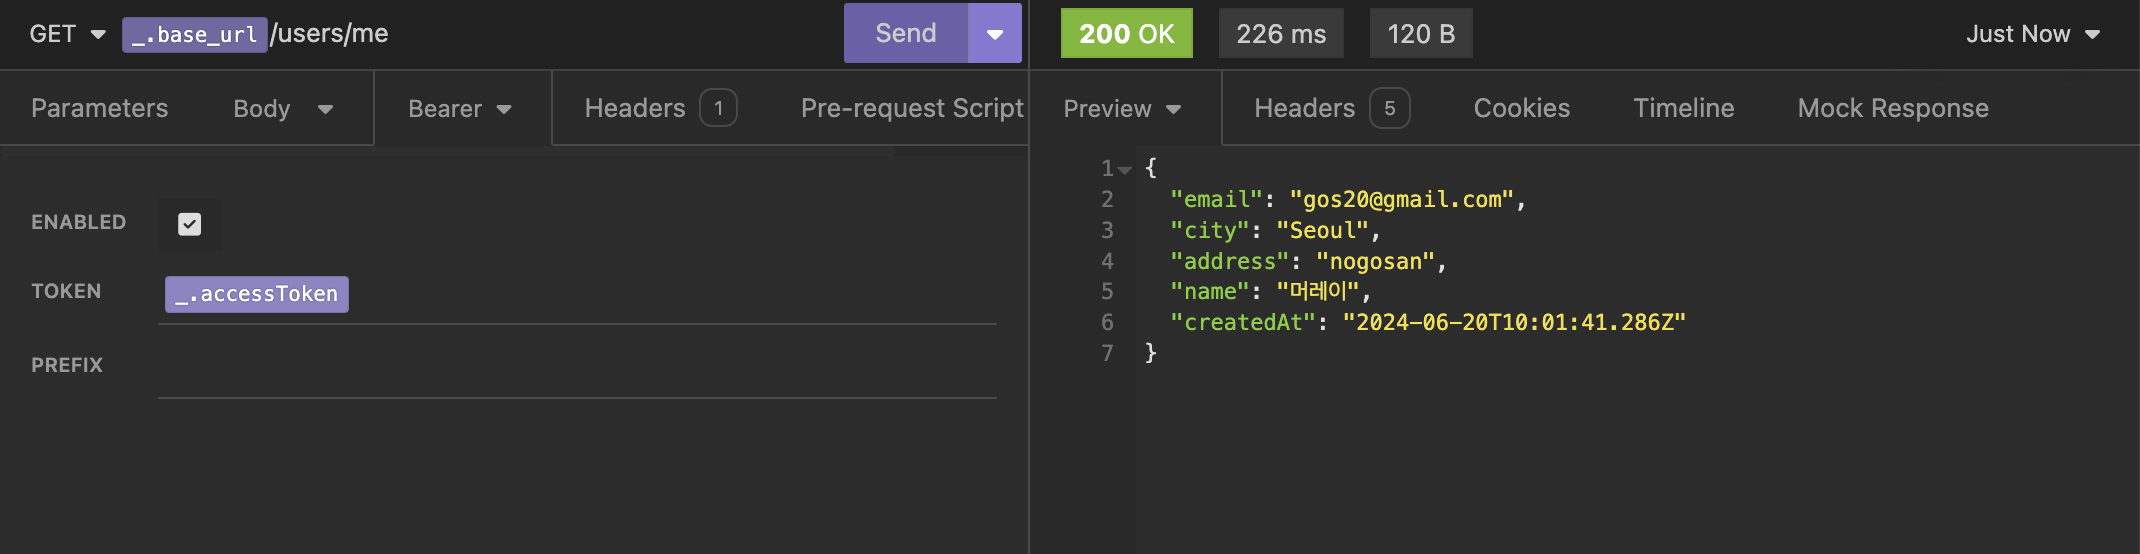 GET _.base_url/users/me Send
Parameters Body Bearer Headers 1 Pre-request Script
ENABLED
TOKEN _.accessToken
PREFIX
200 OK 226 ms 120 B Just Now
Preview Headers 5 Cookies Timeline Mock Response
1 {
2 "email": "gos20@gmail.com",
3 "city": "Seoul",
4 "address": "nogosan",
5 "name": "머레이",
6 "createdAt": "2024-06-20T10:01:41.286Z"
7 }